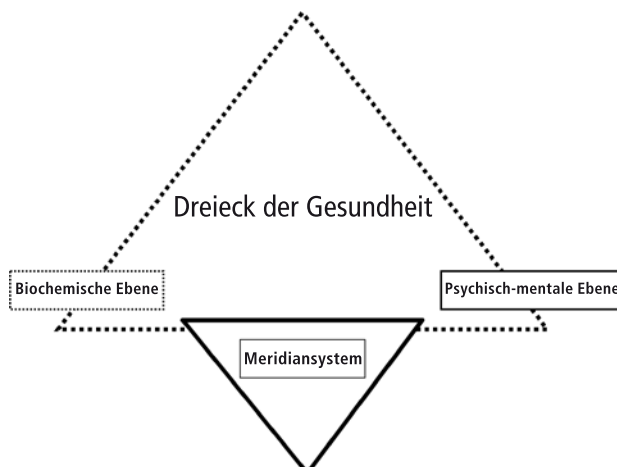 Dreieck der Gesundheit
Biochemische Ebene
Psychisch-mentale Ebene
Meridiansystem